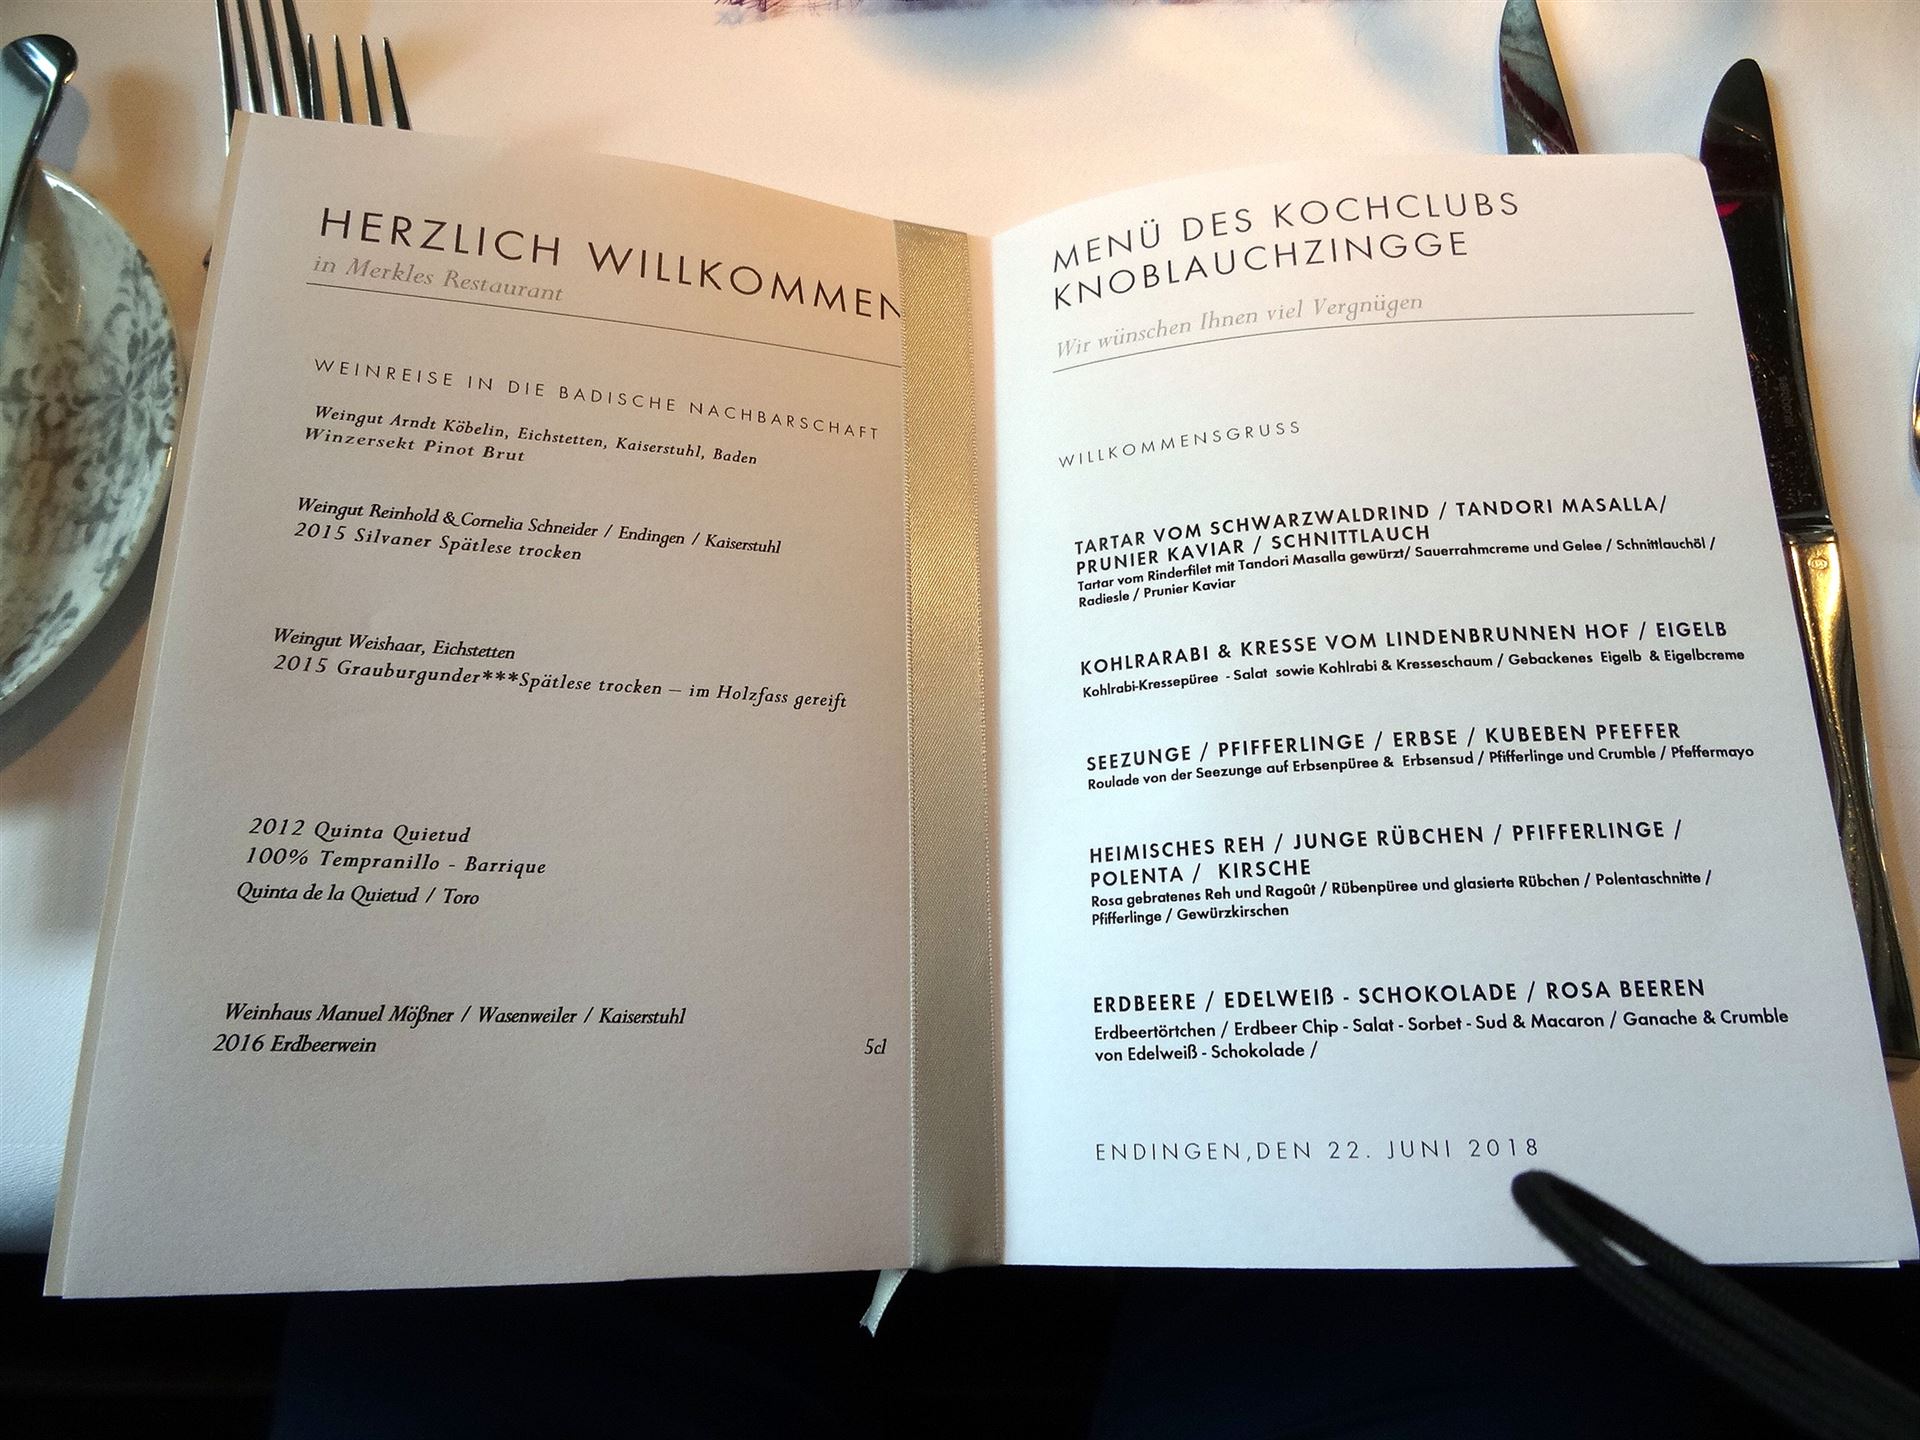 HERZLICH WILLKOMMEN
in Merkles Restaurant
WEINREISE IN DIE BADISCHE NACHBARSCHAFT
Weingut Arndt Köbelin, Eichstetten, Kaiserstuhl, Baden
Winzersekt Pinot Brut
Weingut Reinhold & Cornelia Schneider / Endingen / Kaiserstuhl
2015 Silvaner Spätlese trocken
Weingut Weishaar, Eichstetten
2015 Grauburgunder***Spätlese trocken – im Holzfass gereift
2012 Quinta Quietud
100% Tempranillo - Barrique
Quinta de la Quietud / Toro
Weinhaus Manuel Mößner / Wasenweiler / Kaiserstuhl
2016 Erdbeerwein 5cl
MENÜ DES KOCHCLUBS
KNOBLAUCHZINGGE
Wir wünschen Ihnen viel Vergnügen
WILLKOMMENSGRUSS
TARTAR VOM SCHWARZWALDRIND / TANDORI MASALLA/
PRUNIER KAVIAR / SCHNITTLAUCH
Tartar vom Rinderfilet mit Tandori Masalla gewürzt/ Sauerrahmcreme und Gelee / Schnittlauchöl /
Radiesle / Prunier Kaviar
KOHLRARABI & KRESSE VOM LINDENBRUNNEN HOF / EIGELB
Kohlrabi-Kressepüree - Salat sowie Kohlrabi & Kresseschaum / Gebackenes Eigelb & Eigelbcreme
SEEZUNGE / PFIFFERLINGE / ERBSE / KUBEBEN PFEFFER
Roulade von der Seezunge auf Erbsenpüree & Erbsensud / Pfifferlinge und Crumble / Pfeffermayo
HEIMISCHES REH / JUNGE RÜBCHEN / PFIFFERLINGE /
POLENTA / KIRSCHE
Rosa gebratenes Reh und Ragoût / Rübenpüree und glasierte Rübchen / Polentaschnitte /
Pfifferlinge / Gewürzkirschen
ERDBEERE / EDELWEIß - SCHOKOLADE / ROSA BEEREN
Erdbeertörtchen / Erdbeer Chip - Salat - Sorbet - Sud & Macaron / Ganache & Crumble
von Edelweiß - Schokolade /
ENDINGEN,DEN 22. JUNI 2018